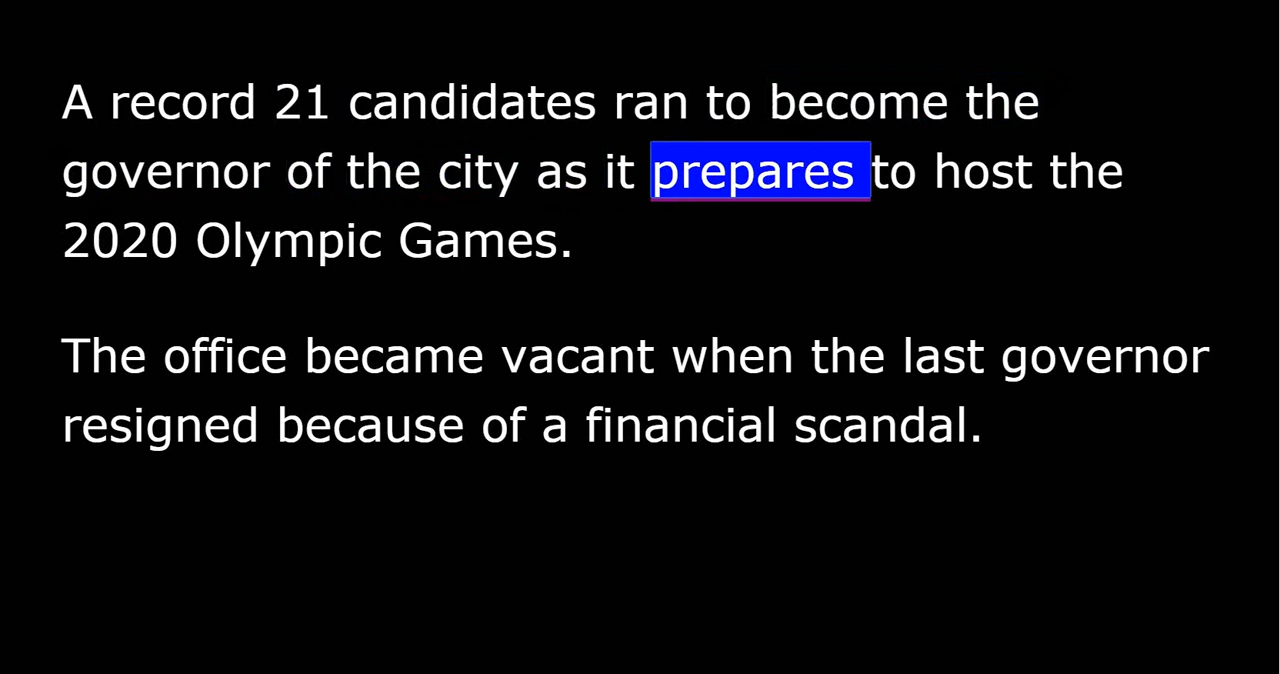 A record 21 candidates ran to become the
governor of the city as it prepares to host the
2020 Olympic Games.
The office became vacant when the last governor
resigned because of a financial scandal.